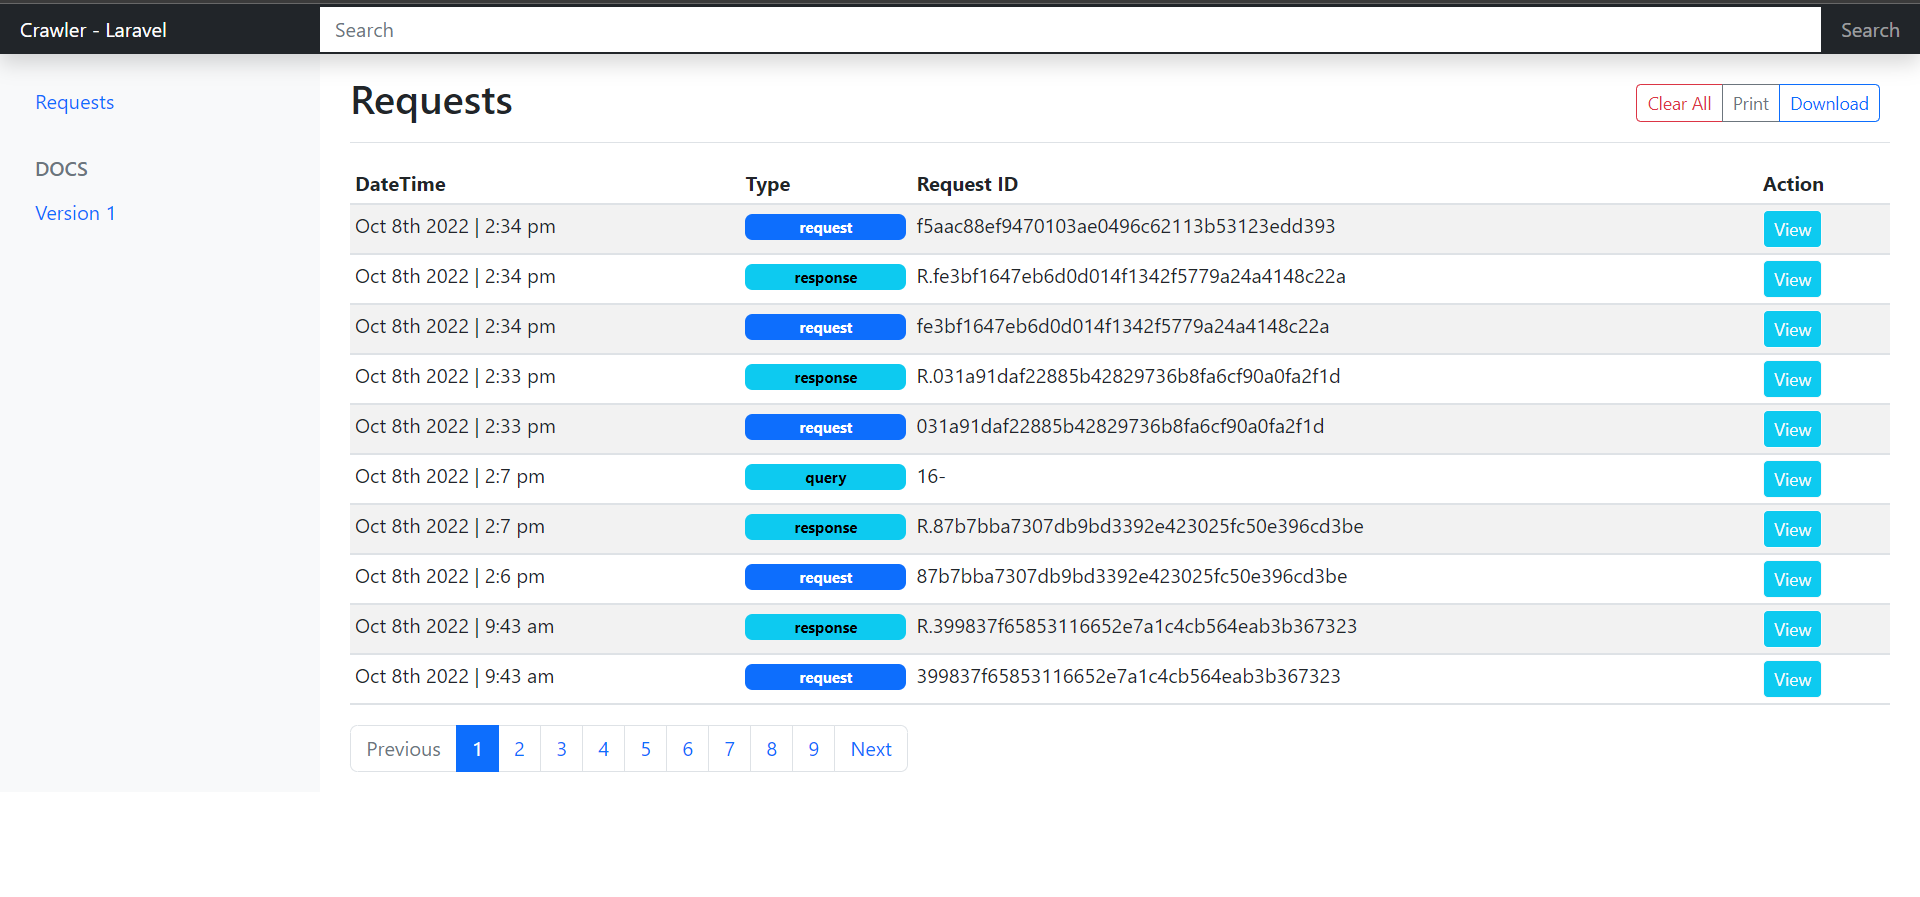 Crawler - Laravel Search Search
Requests
DOCS
Version 1
Requests
Clear All Print Download
DateTime Type Request ID Action
Oct 8th 2022 | 2:34 pm request f5aac88ef9470103ae0496c62113b53123edd393 View
Oct 8th 2022 | 2:34 pm response R.fe3bf1647eb6d0d014f1342f5779a24a4148c22a View
Oct 8th 2022 | 2:34 pm request fe3bf1647eb6d0d014f1342f5779a24a4148c22a View
Oct 8th 2022 | 2:33 pm response R.031a91daf22885b42829736b8fa6cf90a0fa2f1d View
Oct 8th 2022 | 2:33 pm request 031a91daf22885b42829736b8fa6cf90a0fa2f1d View
Oct 8th 2022 | 2:7 pm query 16- View
Oct 8th 2022 | 2:7 pm response R.87b7bba7307db9bd3392e423025fc50e396cd3be View
Oct 8th 2022 | 2:6 pm request 87b7bba7307db9bd3392e423025fc50e396cd3be View
Oct 8th 2022 | 9:43 am response R.399837f65853116652e7a1c4cb564eab3b367323 View
Oct 8th 2022 | 9:43 am request 399837f65853116652e7a1c4cb564eab3b367323 View
Previous 1 2 3 4 5 6 7 8 9 Next